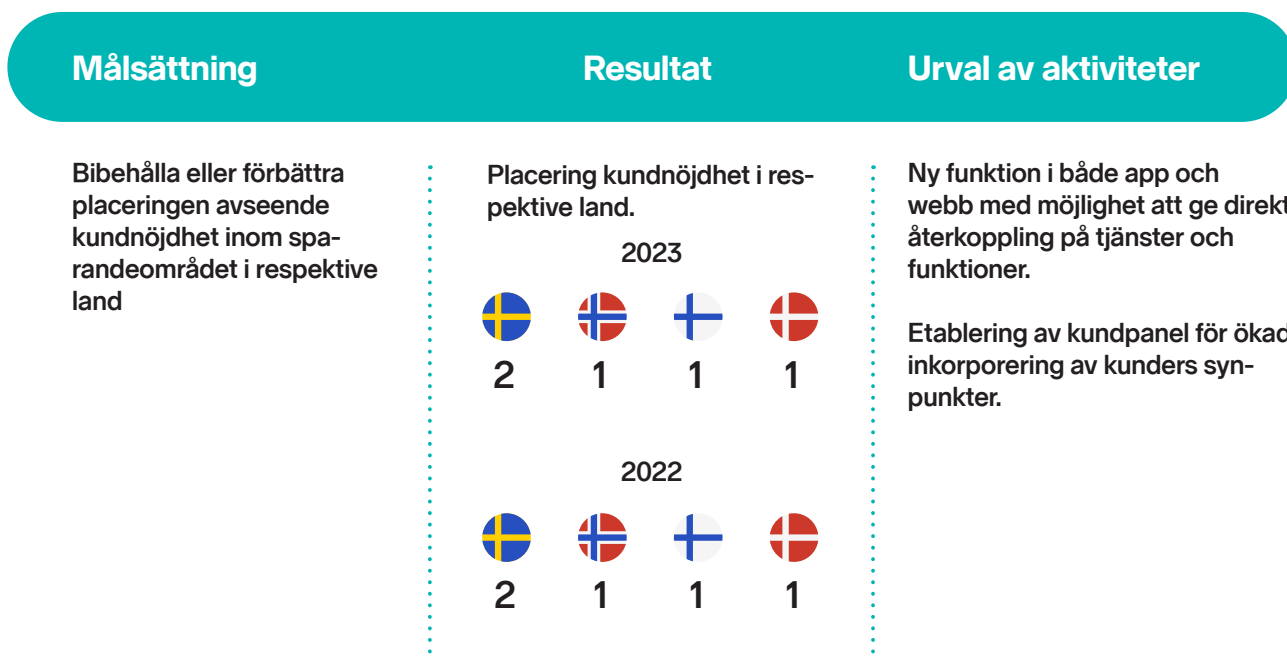 Målsättning
Resultat
Urval av aktiviteter
Bibehålla eller förbättra
placeringen avseende
kundnöjdhet inom spa-
randeområdet i respektive
land
Placering kundnöjdhet i res-
pektive land.
2023
2 1 1 1
2022
2 1 1 1
Ny funktion i både app och
webb med möjlighet att ge direkt
återkoppling på tjänster och
funktioner.
Etablering av kundpanel för ökad
inkorporering av kunders syn-
punkter.